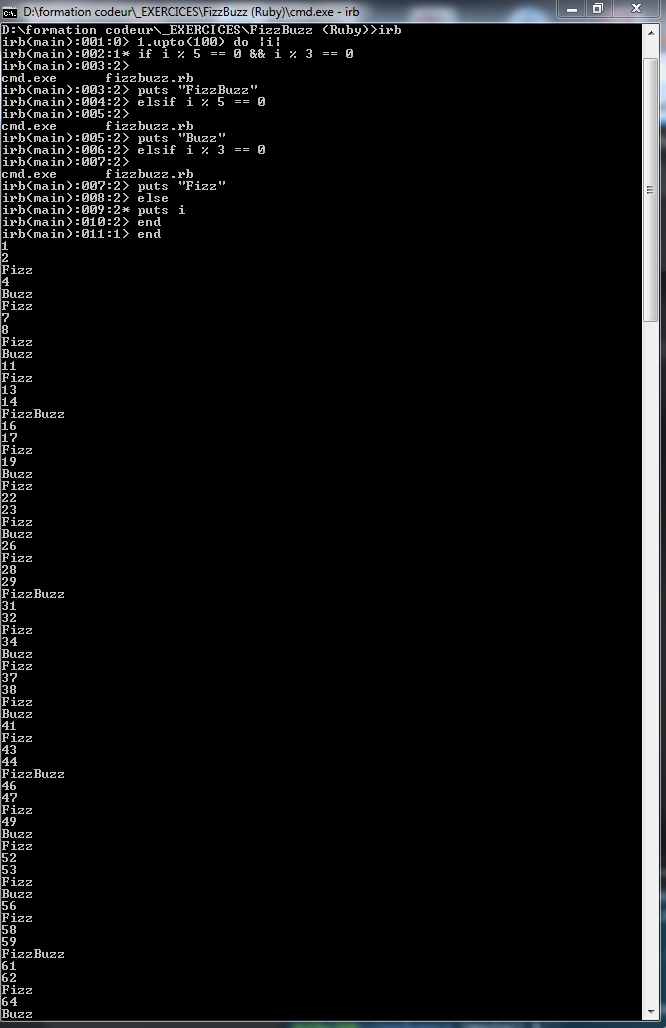 D:\formation codeur\_EXERCICES\FizzBuzz (Ruby)\cmd.exe - irb
D:\formation codeur\_EXERCICES\FizzBuzz (Ruby)>irb
irb(main):001:0> 1.upto(100) do |i|
irb(main):002:1* if i % 5 == 0 && i % 3 == 0
irb(main):003:2>
cmd.exe      fizzbuzz.rb
irb(main):003:2> puts "FizzBuzz"
irb(main):004:2> elsif i % 5 == 0
irb(main):005:2>
cmd.exe      fizzbuzz.rb
irb(main):005:2> puts "Buzz"
irb(main):006:2> elsif i % 3 == 0
irb(main):007:2>
cmd.exe      fizzbuzz.rb
irb(main):007:2> puts "Fizz"
irb(main):008:2> else
irb(main):009:2* puts i
irb(main):010:2> end
irb(main):011:1> end
1
2
Fizz
4
Buzz
Fizz
7
8
Fizz
Buzz
11
Fizz
13
14
FizzBuzz
16
17
Fizz
19
Buzz
Fizz
22
23
Fizz
Buzz
26
Fizz
28
29
FizzBuzz
31
32
Fizz
34
Buzz
Fizz
37
38
Fizz
Buzz
41
Fizz
43
44
FizzBuzz
46
47
Fizz
49
Buzz
Fizz
52
53
Fizz
Buzz
56
Fizz
58
59
FizzBuzz
61
62
Fizz
64
Buzz